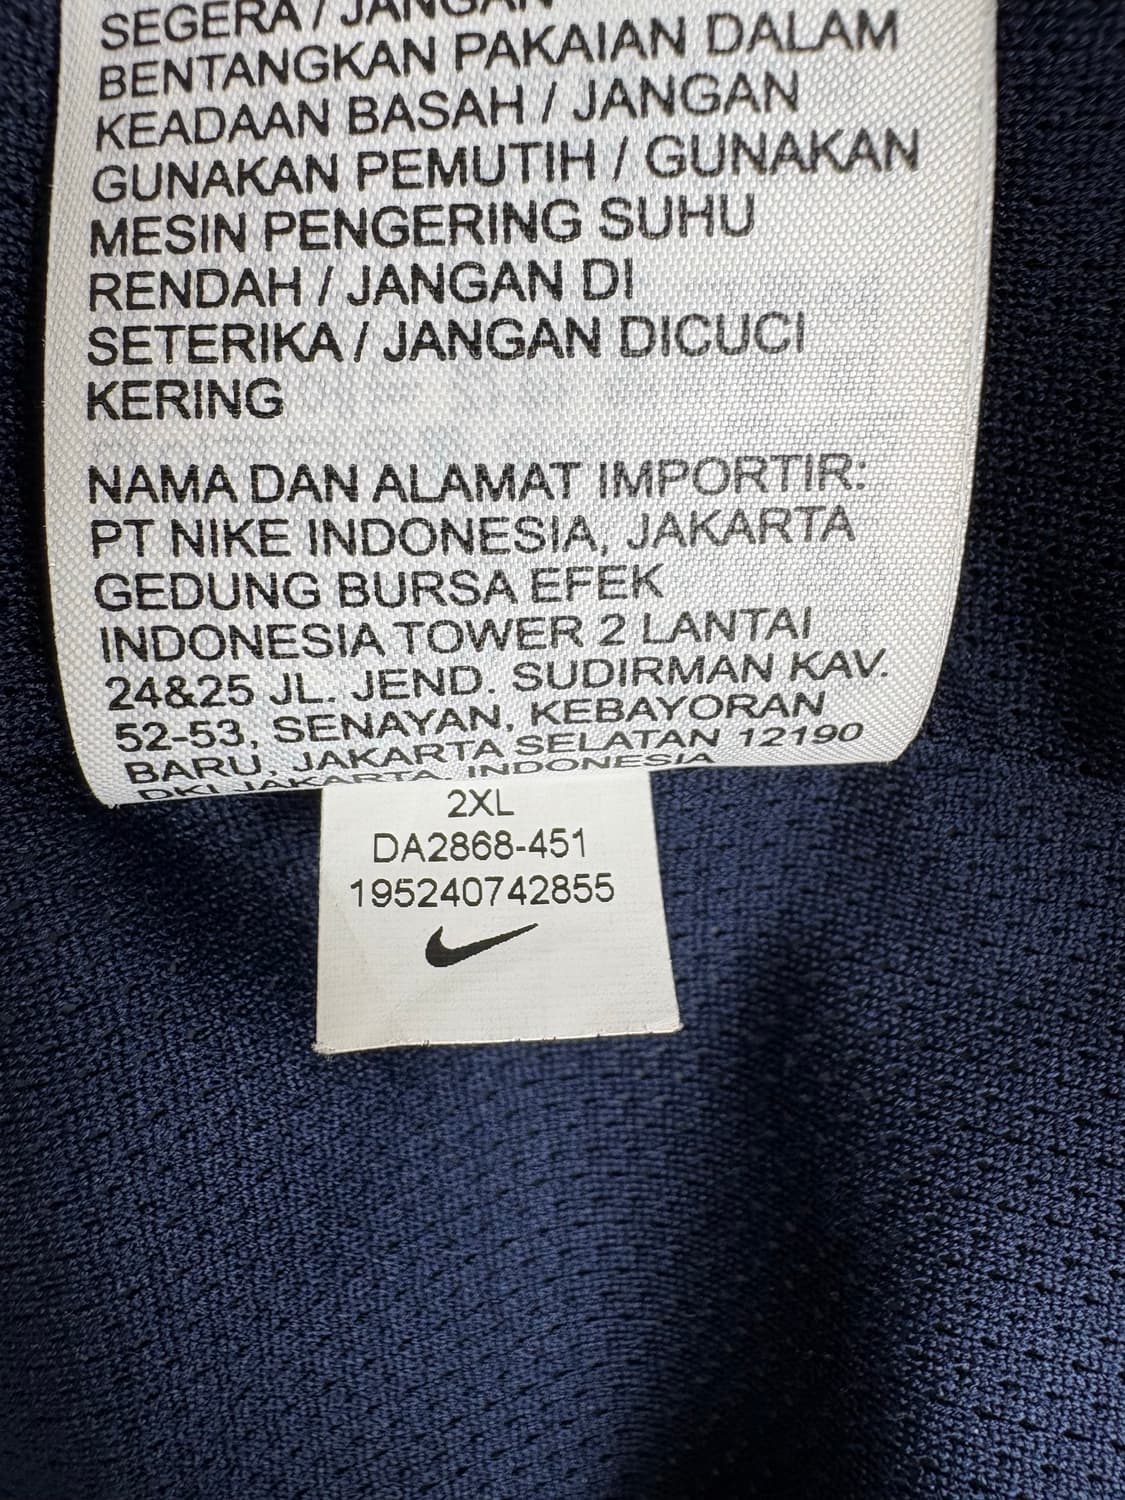 SEGERA / JANGAN
BENTANGKAN PAKAIAN DALAM
KEADAAN BASAH / JANGAN
GUNAKAN PEMUTIH / GUNAKAN
MESIN PENGERING SUHU
RENDAH / JANGAN DI
SETERIKA / JANGAN DICUCI
KERING
NAMA DAN ALAMAT IMPORTIR:
PT NIKE INDONESIA, JAKARTA
GEDUNG BURSA EFEK
INDONESIA TOWER 2 LANTAI
24&25 JL. JEND. SUDIRMAN KAV.
52-53, SENAYAN, KEBAYORAN
BARU, JAKARTA SELATAN 12190
DKI JAKARTA, INDONESIA
2XL
DA2868-451
195240742855